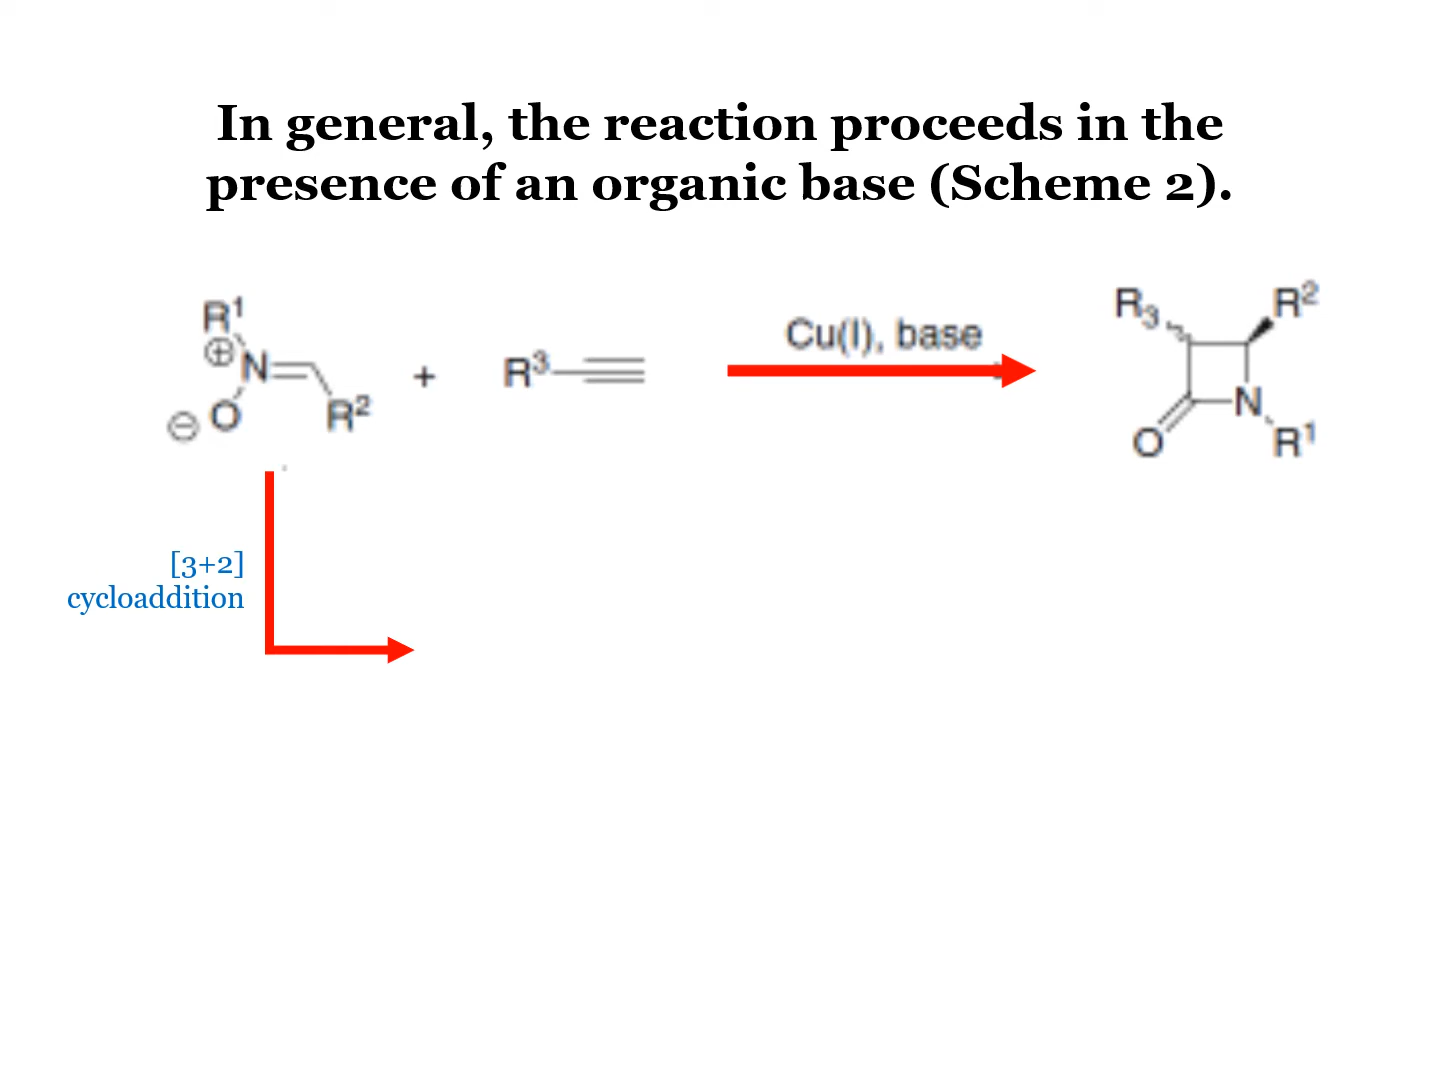 In general, the reaction proceeds in the
presence of an organic base (Scheme 2).
R¹
⊕
N
⊖ O
R²
+
R³
Cu(I), base
R₃
R²
N
O
R¹
[3+2]
cycloaddition